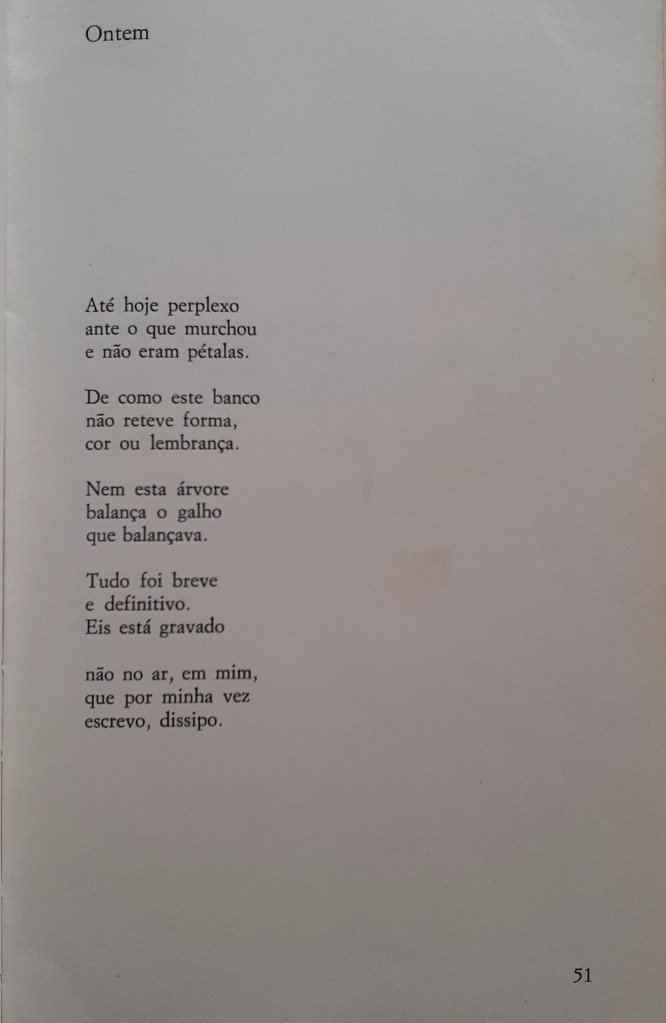 Ontem
Até hoje perplexo
ante o que murchou
e não eram pétalas.
De como este banco
não reteve forma,
cor ou lembrança.
Nem esta árvore
balança o galho
que balançava.
Tudo foi breve
e definitivo.
Eis está gravado
não no ar, em mim,
que por minha vez
escrevo, dissipo.
51